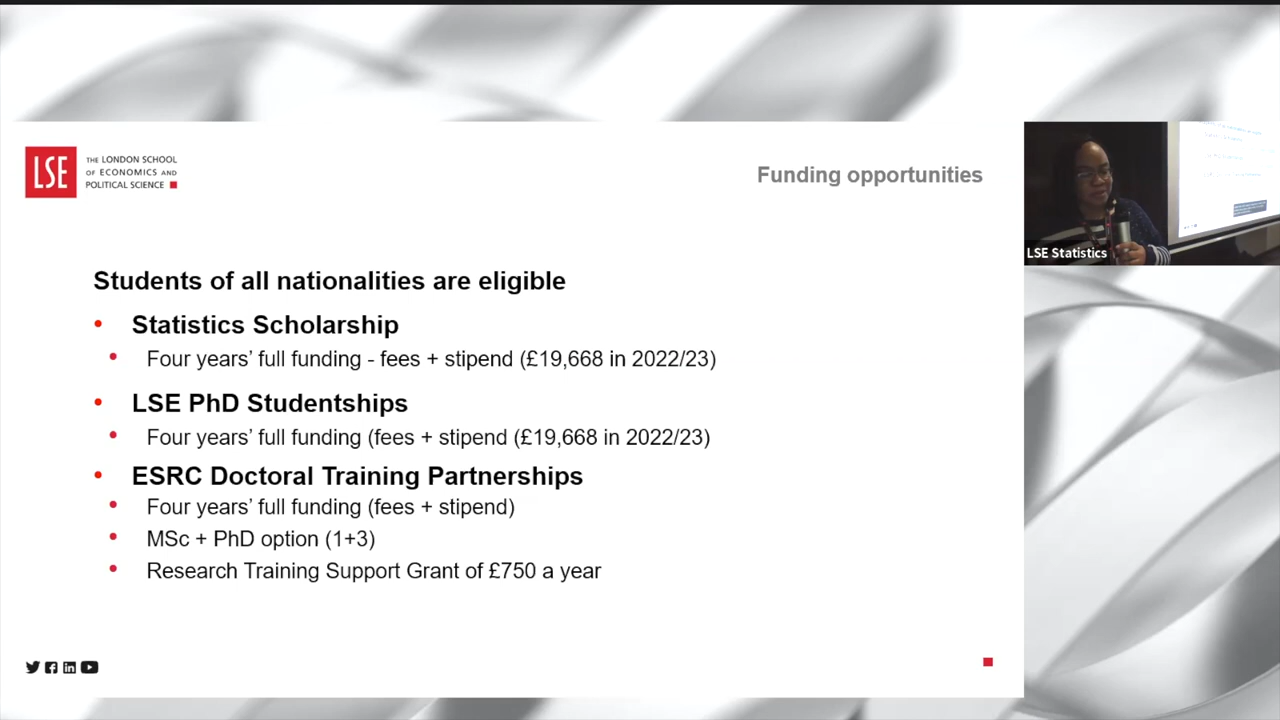 LSE
THE LONDON SCHOOL
OF ECONOMICS AND
POLITICAL SCIENCE
Funding opportunities
Students of all nationalities are eligible
• Statistics Scholarship
• Four years’ full funding - fees + stipend (£19,668 in 2022/23)
• LSE PhD Studentships
• Four years’ full funding (fees + stipend (£19,668 in 2022/23)
• ESRC Doctoral Training Partnerships
• Four years’ full funding (fees + stipend)
• MSc + PhD option (1+3)
• Research Training Support Grant of £750 a year
LSE Statistics